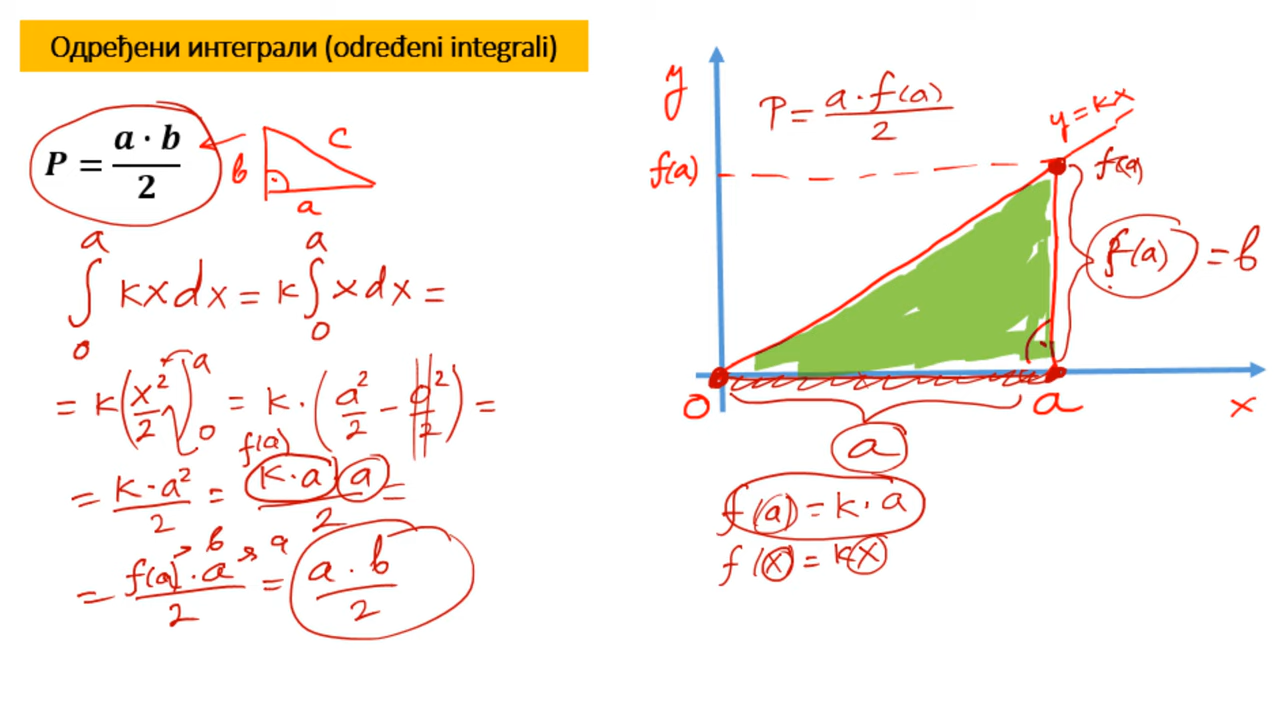 Одређени интеграли (određeni integrali)
P = a · b / 2
b c a
∫₀ᵃ kx dx = k ∫₀ᵃ x dx =
= k (x²/2)|₀ᵃ = k · (a²/2 − 0²/2) =
f(a)
= k · a² / 2 = k · a · a / 2 =
b a
= f(a) · a / 2 = a · b / 2
y
P = a · f(a) / 2
y = kx
f(a)
f(a)
f(a) = b
0 a x
a
f(a) = k · a
f(x) = kx